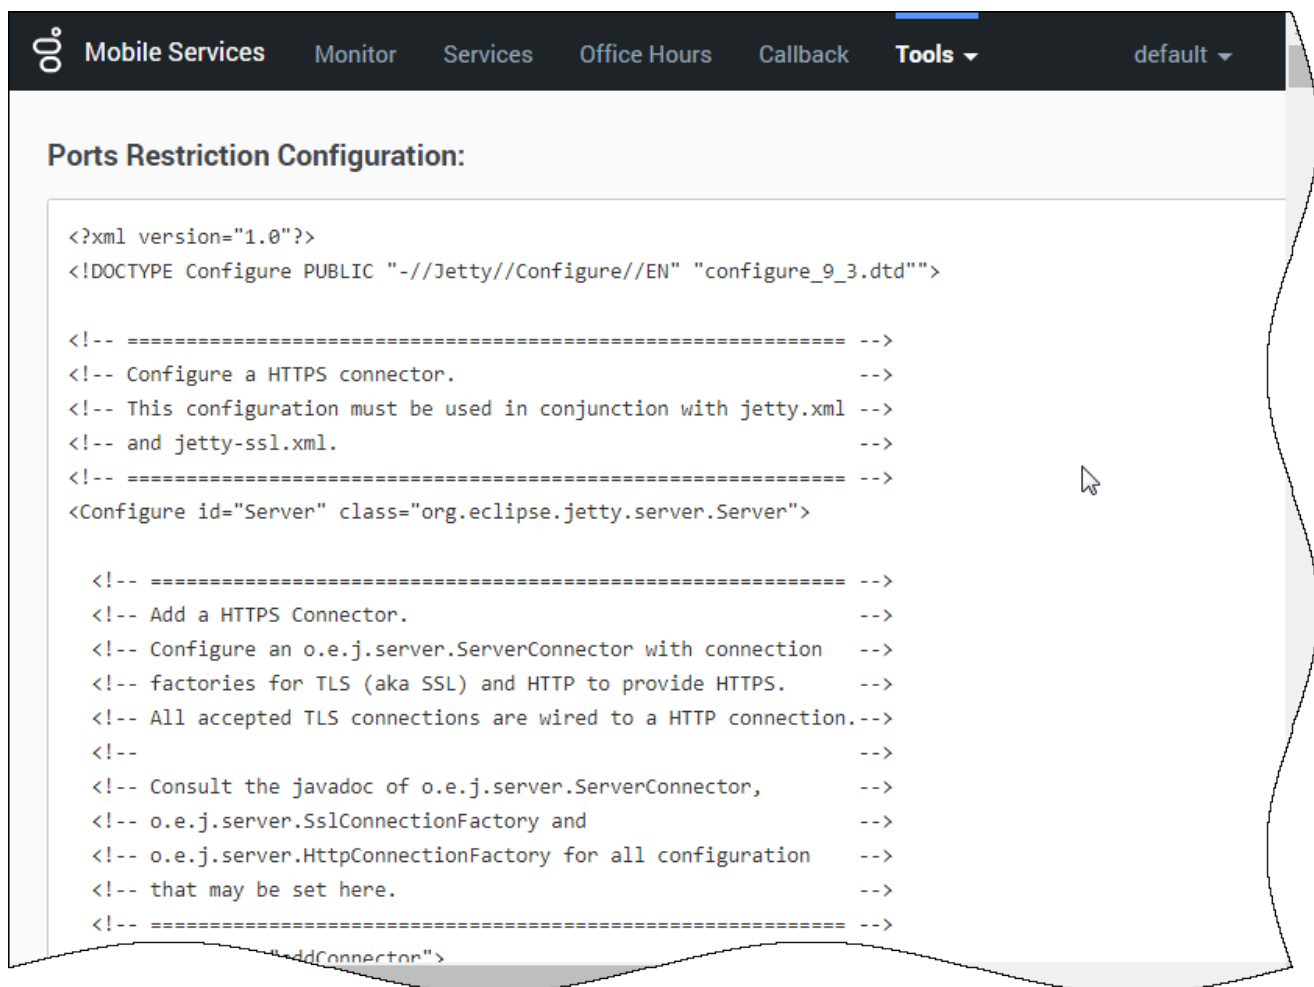 Mobile Services Monitor Services Office Hours Callback Tools default
Ports Restriction Configuration:
<?xml version="1.0"?>
<!DOCTYPE Configure PUBLIC "-//Jetty//Configure//EN" "configure_9_3.dtd"">
<!-- ============================================================= -->
<!-- Configure a HTTPS connector.                                  -->
<!-- This configuration must be used in conjunction with jetty.xml -->
<!-- and jetty-ssl.xml.                                            -->
<!-- ============================================================= -->
<Configure id="Server" class="org.eclipse.jetty.server.Server">
<!-- =========================================================== -->
<!-- Add a HTTPS Connector.                                      -->
<!-- Configure an o.e.j.server.ServerConnector with connection   -->
<!-- factories for TLS (aka SSL) and HTTP to provide HTTPS.      -->
<!-- All accepted TLS connections are wired to a HTTP connection.-->
<!--                                                             -->
<!-- Consult the javadoc of o.e.j.server.ServerConnector,        -->
<!-- o.e.j.server.SslConnectionFactory and                       -->
<!-- o.e.j.server.HttpConnectionFactory for all configuration    -->
<!-- that may be set here.                                       -->
<!-- =========================================================== -->
addConnector">